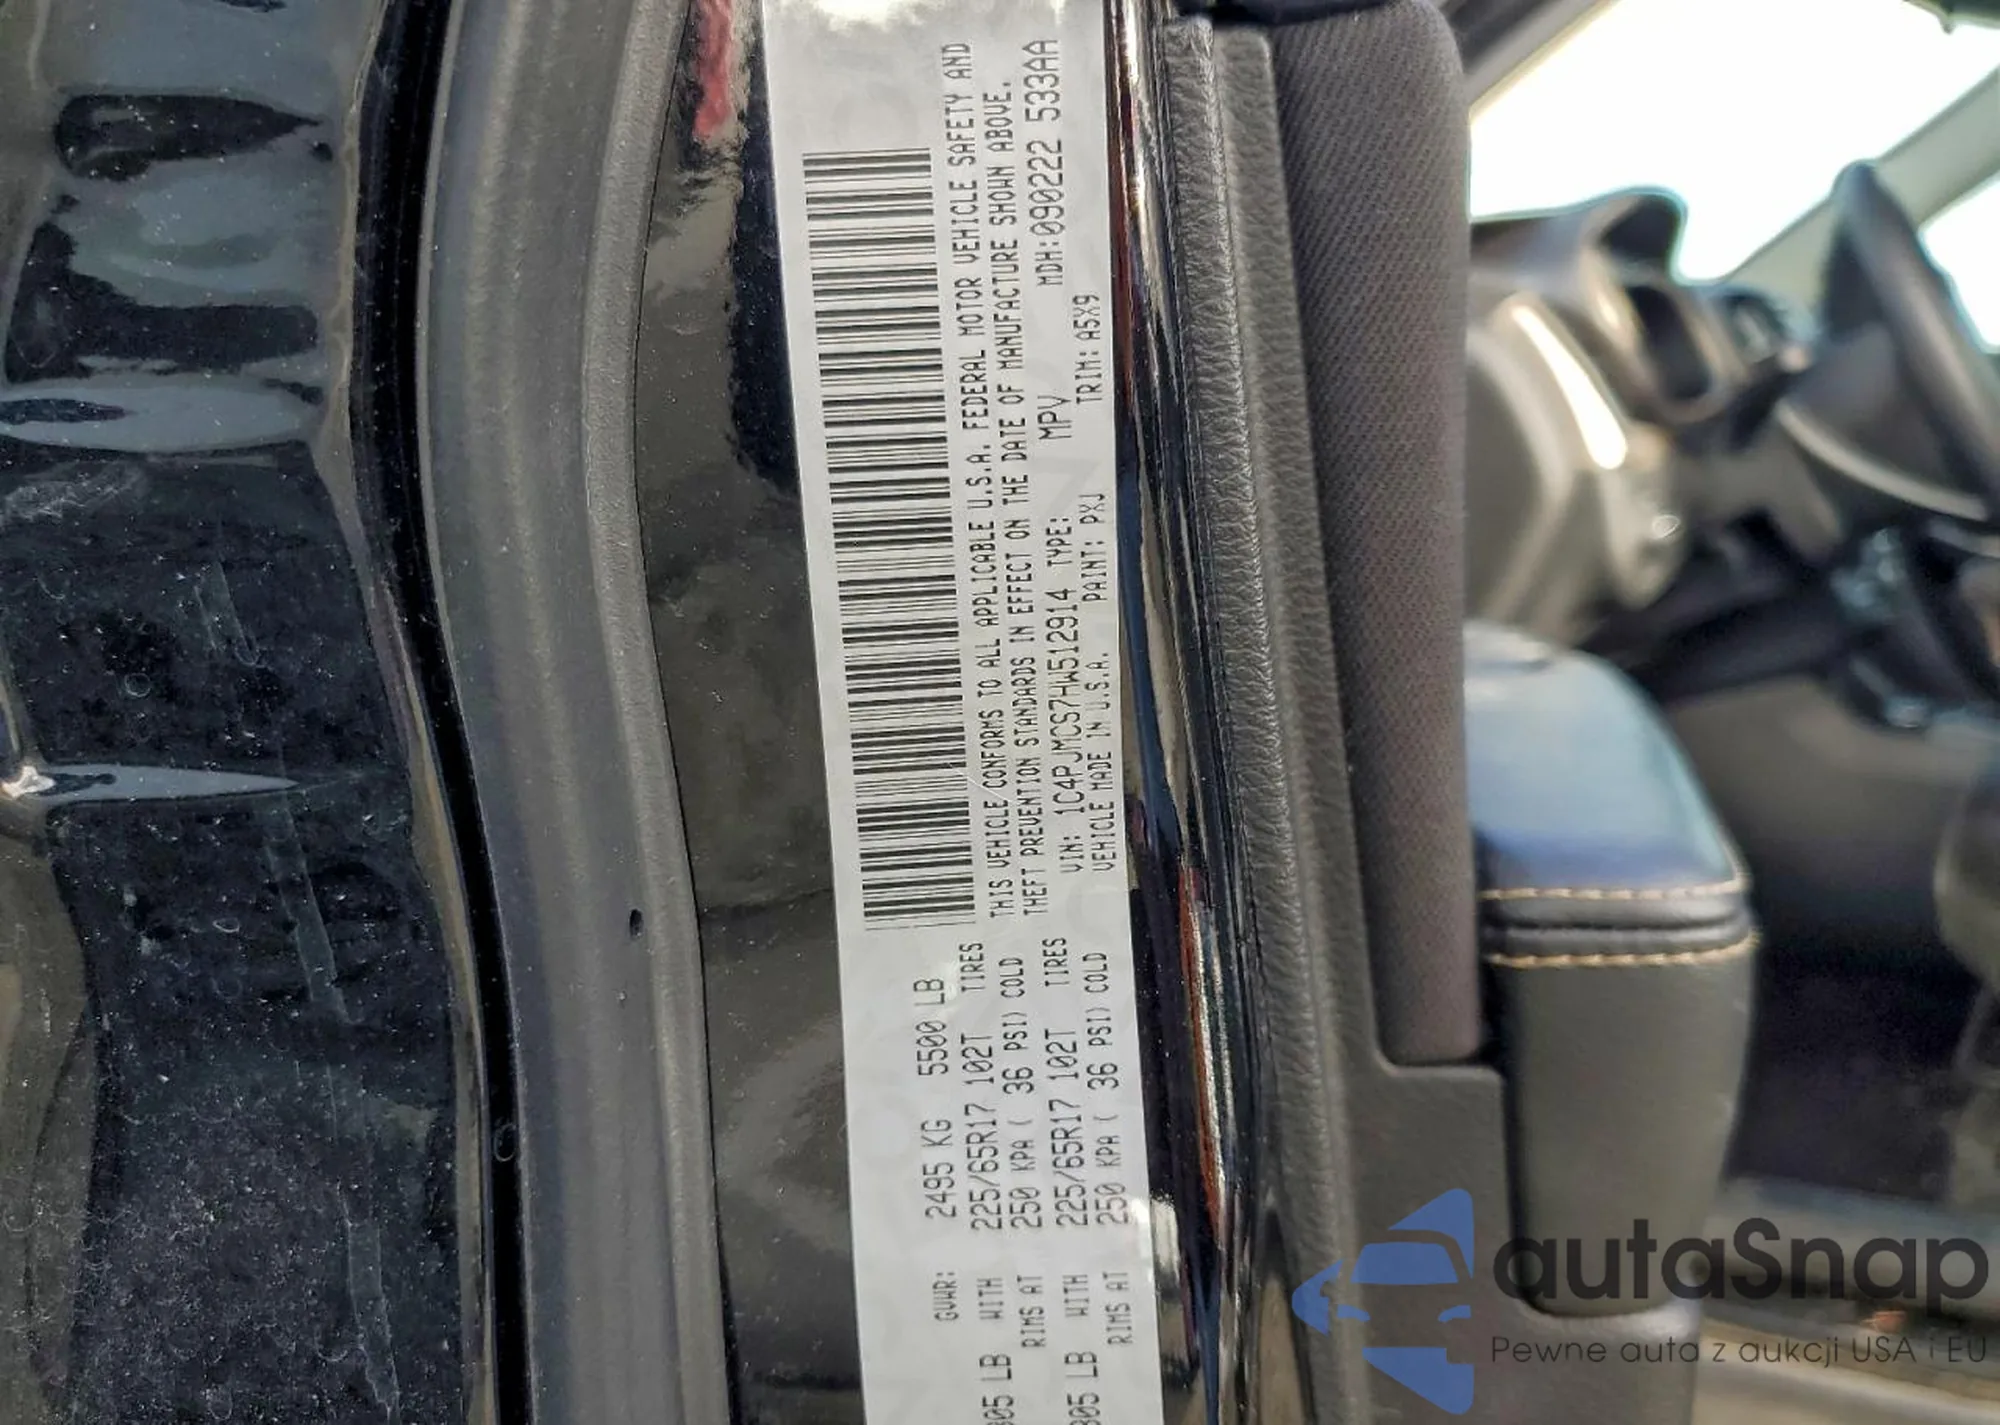 GVWR: 2495 KG 5500 LB
805 LB WITH 225/65R17 102T TIRES
RIMS AT 250 KPA ( 36 PSI) COLD
805 LB WITH 225/65R17 102T TIRES
RIMS AT 250 KPA ( 36 PSI) COLD
THIS VEHICLE CONFORMS TO ALL APPLICABLE U.S.A. FEDERAL MOTOR VEHICLE SAFETY AND
THEFT PREVENTION STANDARDS IN EFFECT ON THE DATE OF MANUFACTURE SHOWN ABOVE.
VIN: 1C4PJMCS7HW512914 TYPE: MPV MDH:090222 533AA
VEHICLE MADE IN U.S.A. PAINT: PXJ TRIM: A5X9
autaSnap
Pewne auta z aukcji USA i EU